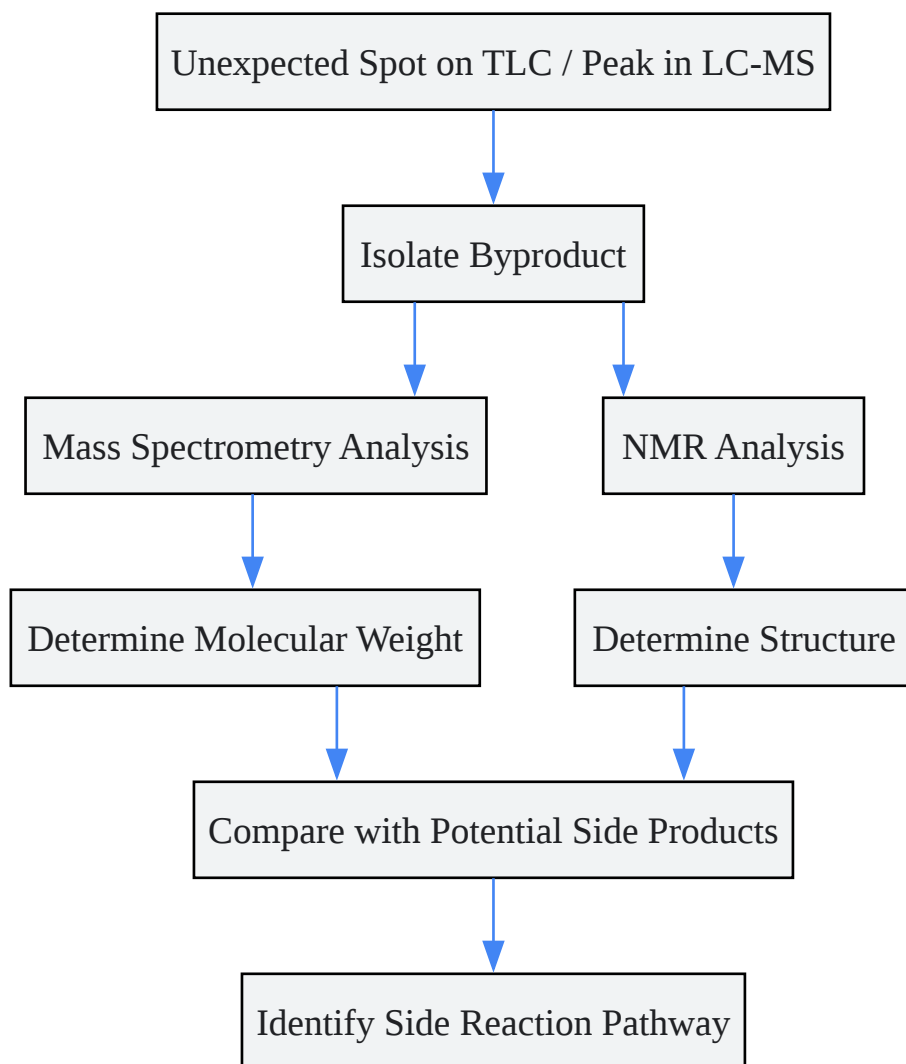 Unexpected Spot on TLC / Peak in LC-MS
Isolate Byproduct
Mass Spectrometry Analysis
NMR Analysis
Determine Molecular Weight
Determine Structure
Compare with Potential Side Products
Identify Side Reaction Pathway